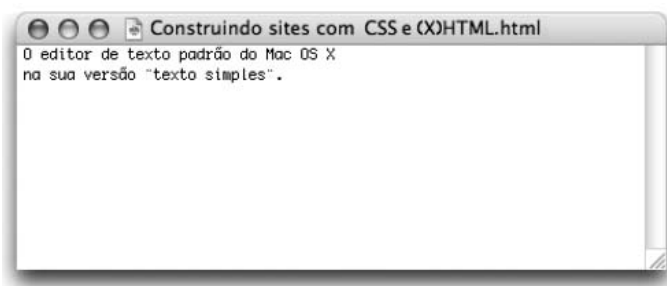 Construindo sites com CSS e (X)HTML.html
O editor de texto padrão do Mac OS X
na sua versão "texto simples".